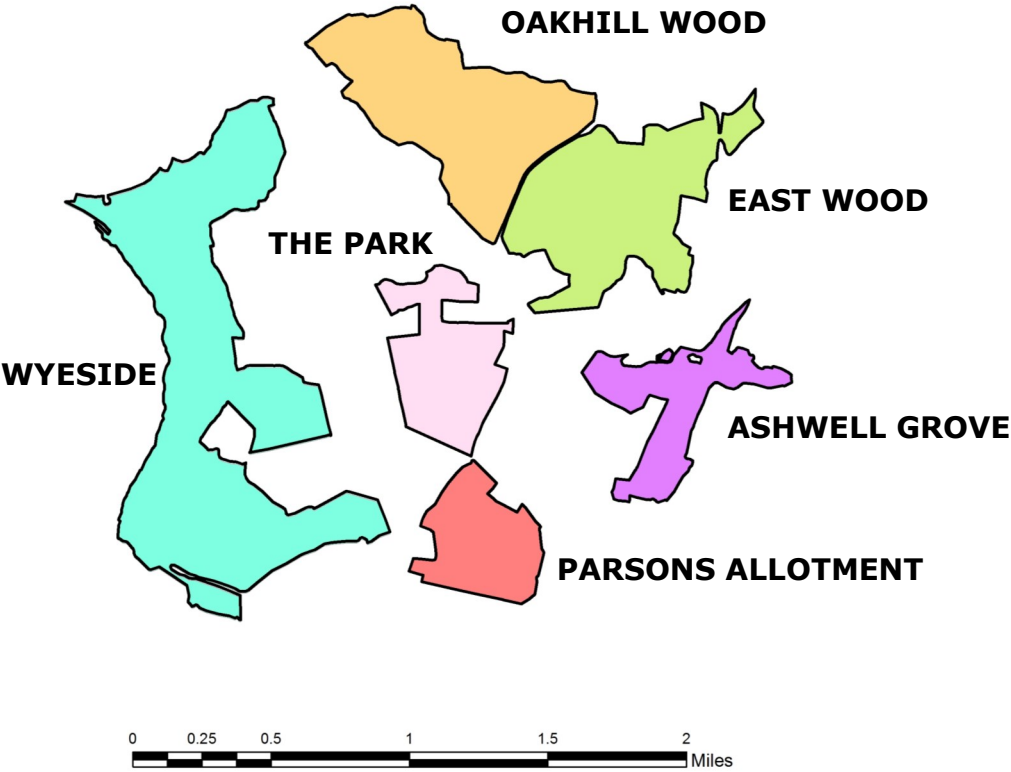 OAKHILL WOOD
EAST WOOD
THE PARK
WYESIDE
ASHWELL GROVE
PARSONS ALLOTMENT
0 0.25 0.5 1 1.5 2
Miles